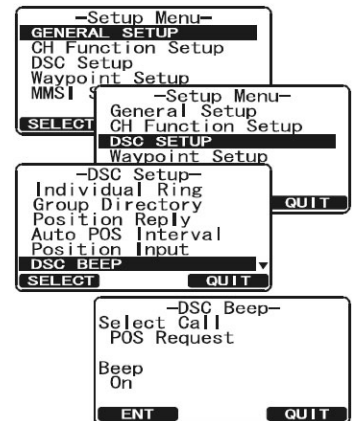 -Setup Menu-
GENERAL SETUP
CH Function Setup
DSC Setup
Waypoint Setup
MMSI S
SELECT
-Setup Menu-
General Setup
CH Function Setup
DSC SETUP
Waypoint Setup
QUIT
-DSC Setup-
Individual Ring
Group Directory
Position Reply
Auto POS Interval
Position Input
DSC BEEP
SELECT QUIT
-DSC Beep-
Select Call
POS Request
Beep
On
ENT QUIT